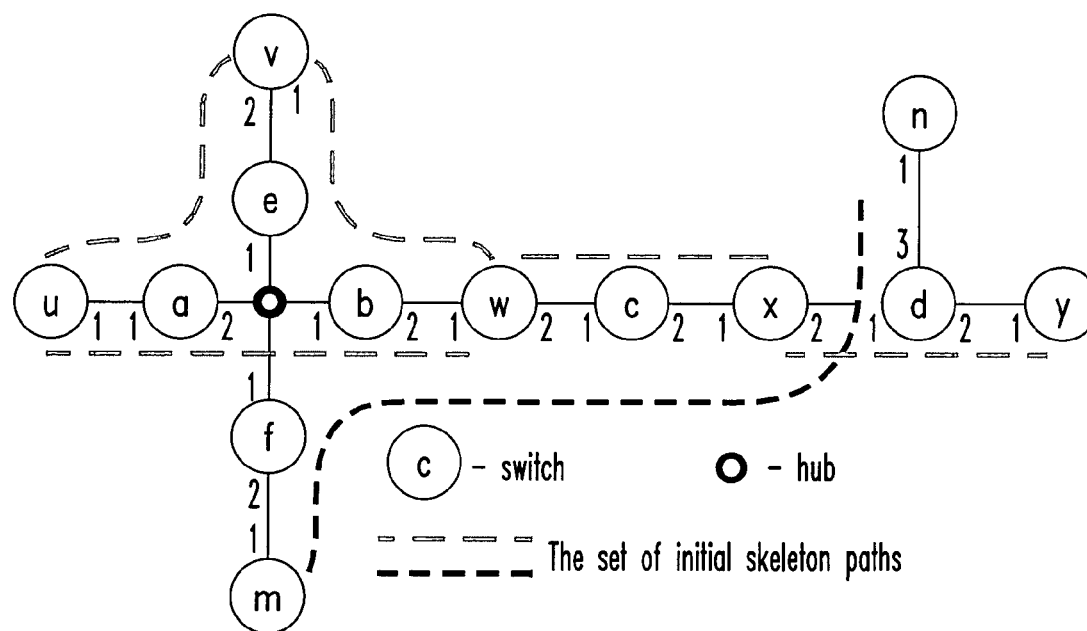 v
2 1
n
1
e
1
3
u a b w c x d y
1 1 2 1 2 1 2 1 2 2 1 2 1
1
f
c - switch - hub
2
1
The set of initial skeleton paths
m